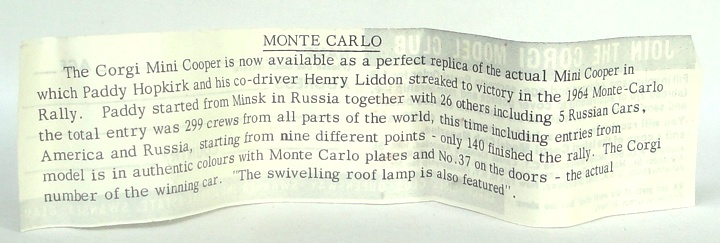 MONTE CARLO
The Corgi Mini Cooper is now available as a perfect replica of the actual Mini Cooper in
which Paddy Hopkirk and his co-driver Henry Liddon streaked to victory in the 1964 Monte-Carlo
Rally. Paddy started from Minsk in Russia together with 26 others including 5 Russian Cars,
the total entry was 299 crews from all parts of the world, this time including entries from
America and Russia, starting from nine different points - only 140 finished the rally. The Corgi
model is in authentic colours with Monte Carlo plates and No.37 on the doors - the actual
number of the winning car. "The swivelling roof lamp is also featured".
JOIN THE CORGI MODEL CLUB